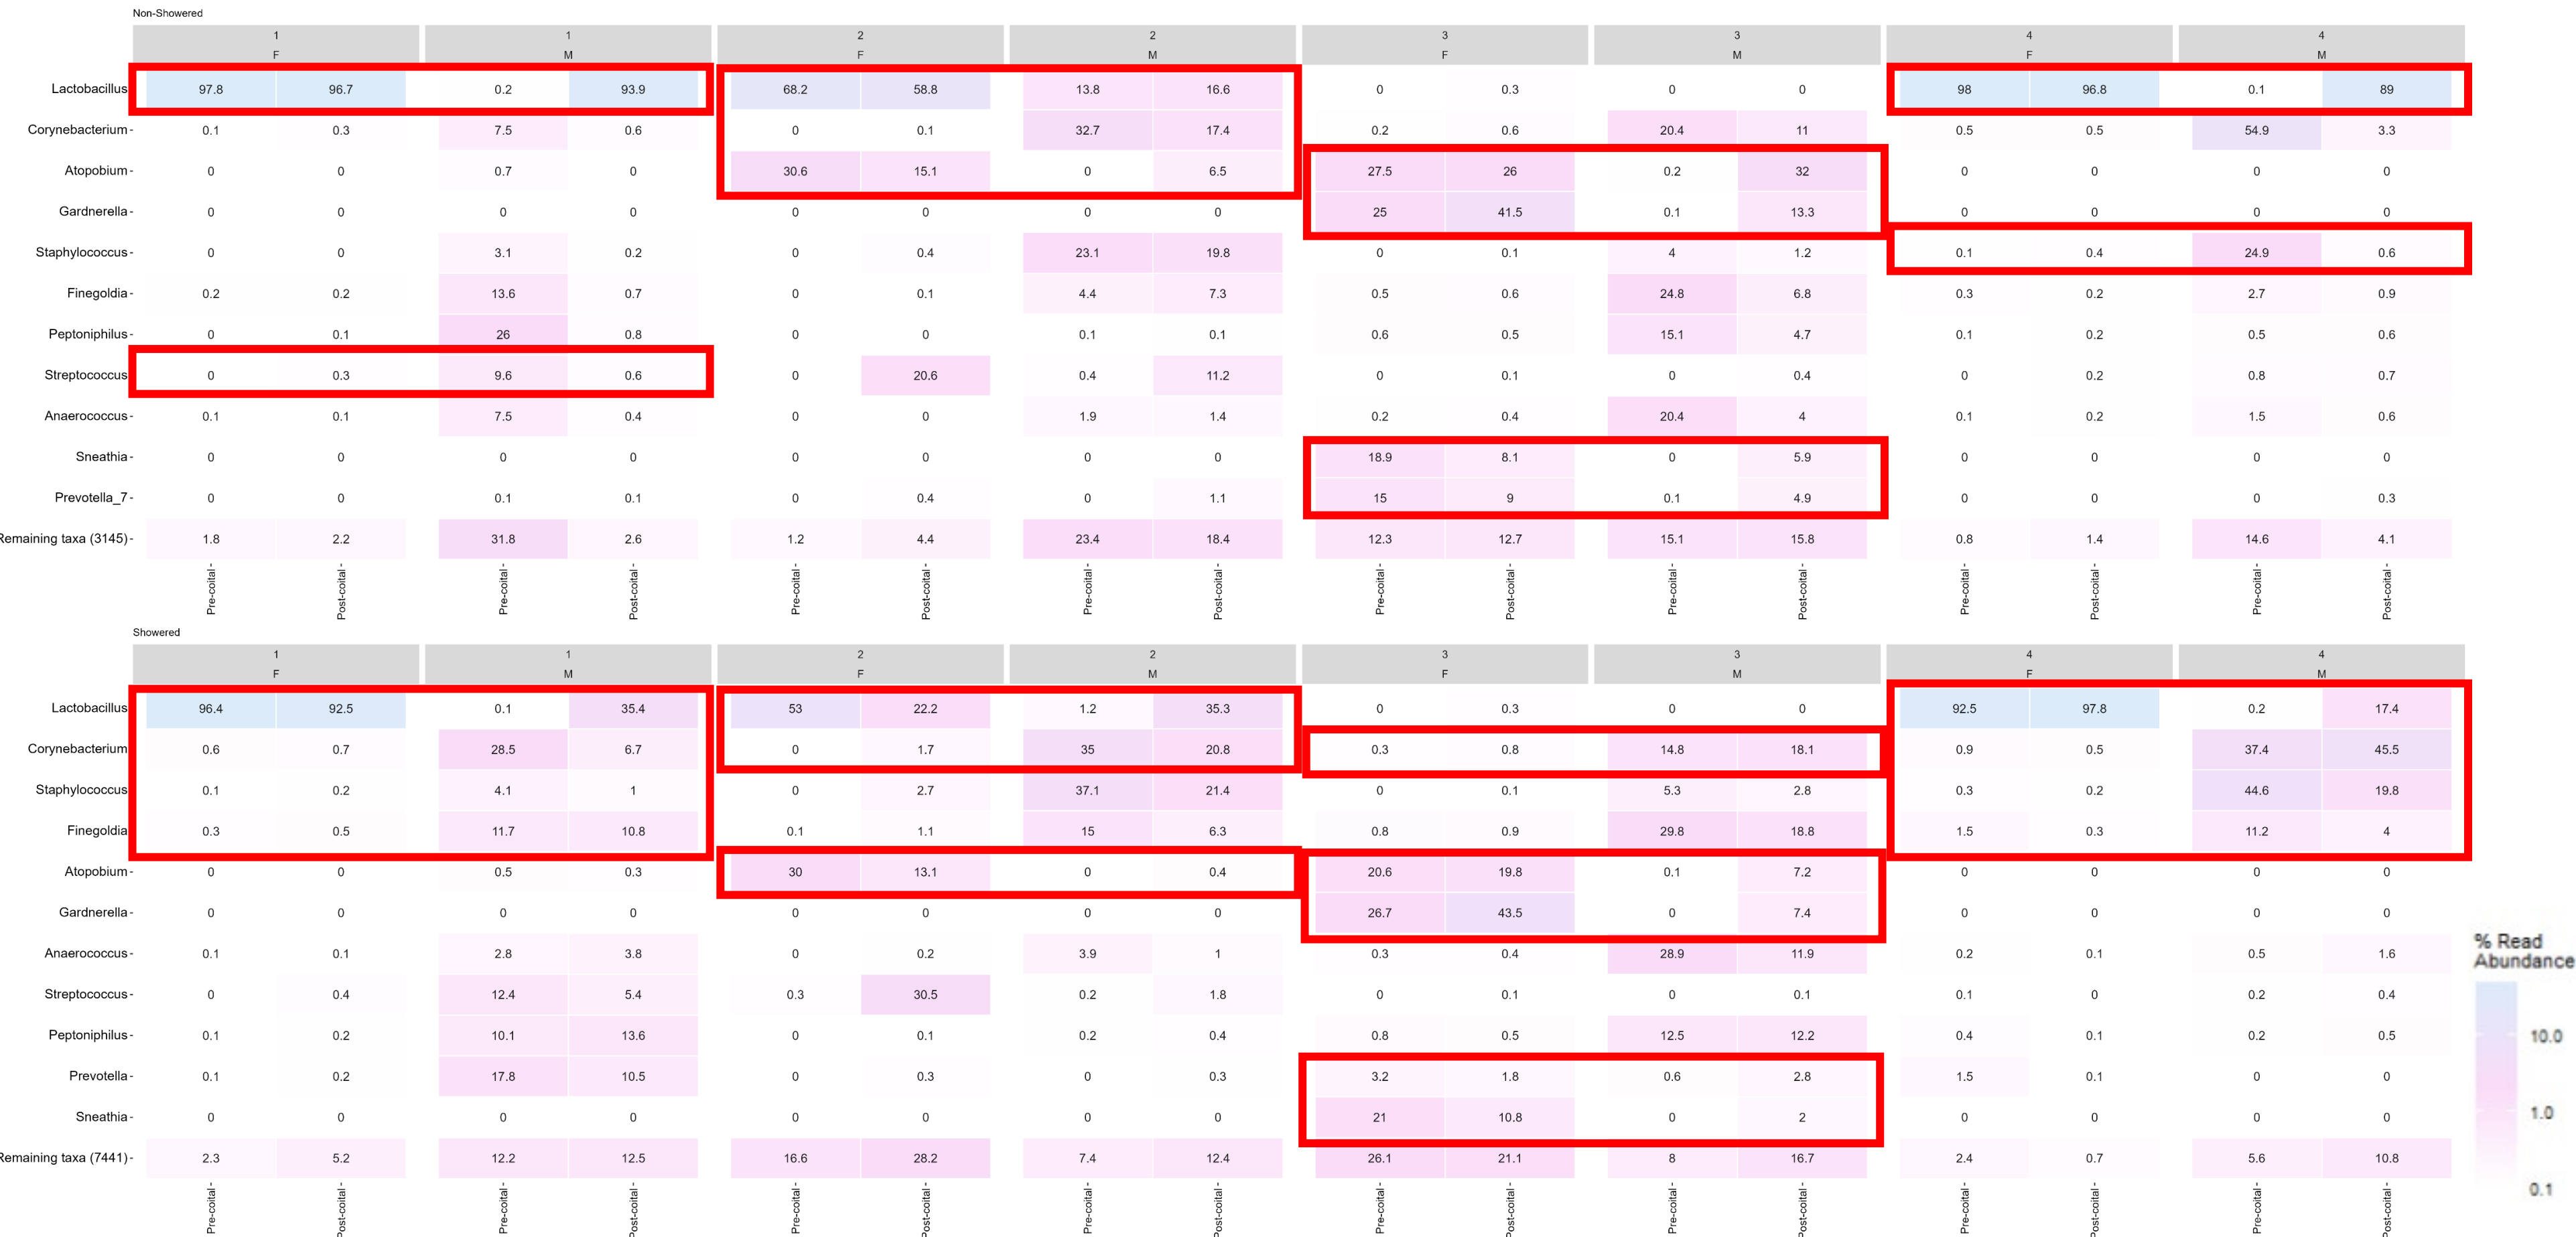 Non-Showered
1 1 2 2 3 3 4 4
F M F M F M F M
Lactobacillus 97.8 96.7 0.2 93.9 68.2 58.8 13.8 16.6 0 0.3 0 0 98 96.8 0.1 89
Corynebacterium- 0.1 0.3 7.5 0.6 0 0.1 32.7 17.4 0.2 0.6 20.4 11 0.5 0.5 54.9 3.3
Atopobium- 0 0 0.7 0 30.6 15.1 0 6.5 27.5 26 0.2 32 0 0 0 0
Gardnerella- 0 0 0 0 0 0 0 0 25 41.5 0.1 13.3 0 0 0 0
Staphylococcus- 0 0 3.1 0.2 0 0.4 23.1 19.8 0 0.1 4 1.2 0.1 0.4 24.9 0.6
Finegoldia- 0.2 0.2 13.6 0.7 0 0.1 4.4 7.3 0.5 0.6 24.8 6.8 0.3 0.2 2.7 0.9
Peptoniphilus- 0 0.1 26 0.8 0 0 0.1 0.1 0.6 0.5 15.1 4.7 0.1 0.2 0.5 0.6
Streptococcus 0 0.3 9.6 0.6 0 20.6 0.4 11.2 0 0.1 0 0.4 0 0.2 0.8 0.7
Anaerococcus- 0.1 0.1 7.5 0.4 0 0 1.9 1.4 0.2 0.4 20.4 4 0.1 0.2 1.5 0.6
Sneathia- 0 0 0 0 0 0 0 0 18.9 8.1 0 5.9 0 0 0 0
Prevotella_7- 0 0 0.1 0.1 0 0.4 0 1.1 15 9 0.1 4.9 0 0 0 0.3
Remaining taxa (3145)- 1.8 2.2 31.8 2.6 1.2 4.4 23.4 18.4 12.3 12.7 15.1 15.8 0.8 1.4 14.6 4.1
Pre-coital- Post-coital- Pre-coital- Post-coital- Pre-coital- Post-coital- Pre-coital- Post-coital- Pre-coital- Post-coital- Pre-coital- Post-coital- Pre-coital- Post-coital- Pre-coital- Post-coital-
Showered
1 1 2 2 3 3 4 4
F M F M F M F M
Lactobacillus 96.4 92.5 0.1 35.4 53 22.2 1.2 35.3 0 0.3 0 0 92.5 97.8 0.2 17.4
Corynebacterium 0.6 0.7 28.5 6.7 0 1.7 35 20.8 0.3 0.8 14.8 18.1 0.9 0.5 37.4 45.5
Staphylococcus 0.1 0.2 4.1 1 0 2.7 37.1 21.4 0 0.1 5.3 2.8 0.3 0.2 44.6 19.8
Finegoldia 0.3 0.5 11.7 10.8 0.1 1.1 15 6.3 0.8 0.9 29.8 18.8 1.5 0.3 11.2 4
Atopobium- 0 0 0.5 0.3 30 13.1 0 0.4 20.6 19.8 0.1 7.2 0 0 0 0
Gardnerella- 0 0 0 0 0 0 0 0 26.7 43.5 0 7.4 0 0 0 0
Anaerococcus- 0.1 0.1 2.8 3.8 0 0.2 3.9 1 0.3 0.4 28.9 11.9 0.2 0.1 0.5 1.6
Streptococcus- 0 0.4 12.4 5.4 0.3 30.5 0.2 1.8 0 0.1 0 0.1 0.1 0 0.2 0.4
Peptoniphilus- 0.1 0.2 10.1 13.6 0 0.1 0.2 0.4 0.8 0.5 12.5 12.2 0.4 0.1 0.2 0.5
Prevotella- 0.1 0.2 17.8 10.5 0 0.3 0 0.3 3.2 1.8 0.6 2.8 1.5 0.1 0 0
Sneathia- 0 0 0 0 0 0 0 0 21 10.8 0 2 0 0 0 0
Remaining taxa (7441)- 2.3 5.2 12.2 12.5 16.6 28.2 7.4 12.4 26.1 21.1 8 16.7 2.4 0.7 5.6 10.8
Pre-coital- Post-coital- Pre-coital- Post-coital- Pre-coital- Post-coital- Pre-coital- Post-coital- Pre-coital- Post-coital- Pre-coital- Post-coital- Pre-coital- Post-coital- Pre-coital- Post-coital-
% Read
Abundance
10.0
1.0
0.1